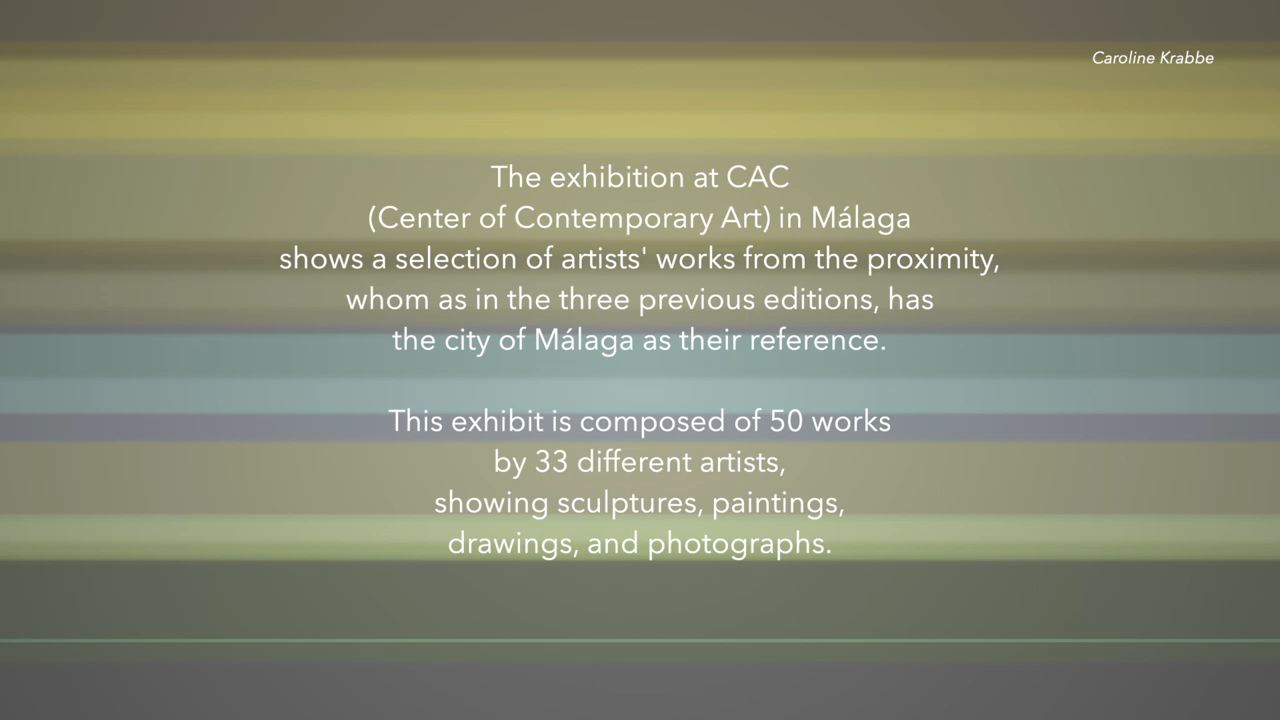 Caroline Krabbe
The exhibition at CAC
(Center of Contemporary Art) in Málaga
shows a selection of artists' works from the proximity,
whom as in the three previous editions, has
the city of Málaga as their reference.
This exhibit is composed of 50 works
by 33 different artists,
showing sculptures, paintings,
drawings, and photographs.